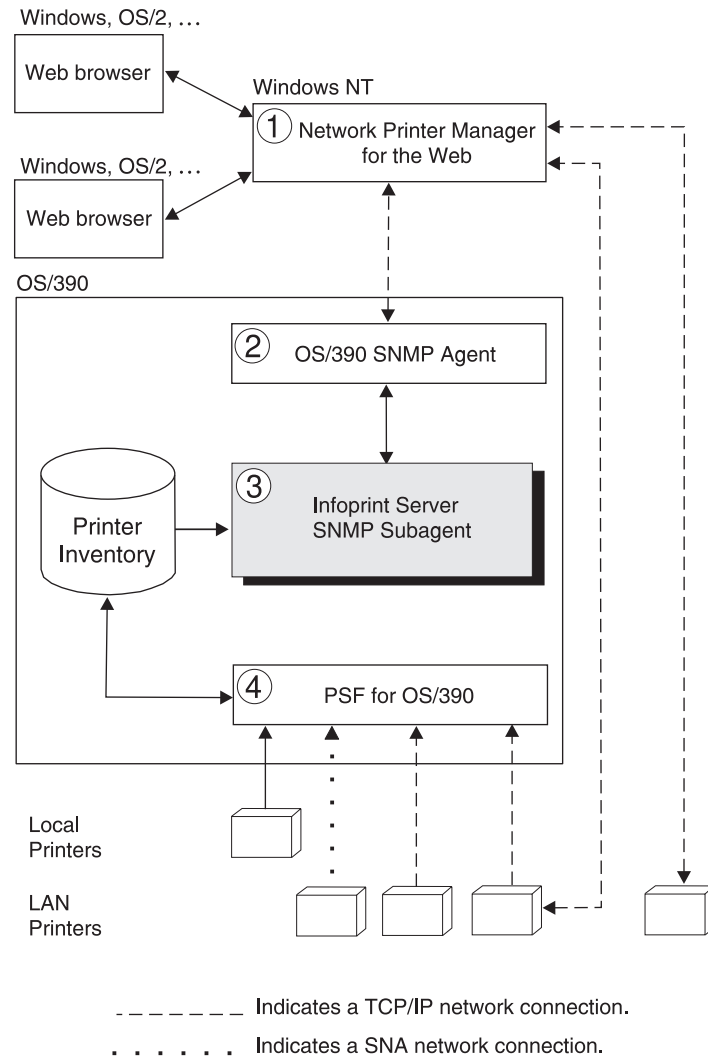 Windows, OS/2, ...
Web browser
Windows NT
1
Network Printer Manager
for the Web
Windows, OS/2, ...
Web browser
OS/390
2
OS/390 SNMP Agent
3
Infoprint Server
SNMP Subagent
Printer
Inventory
4
PSF for OS/390
Local
Printers
LAN
Printers
Indicates a TCP/IP network connection.
Indicates a SNA network connection.